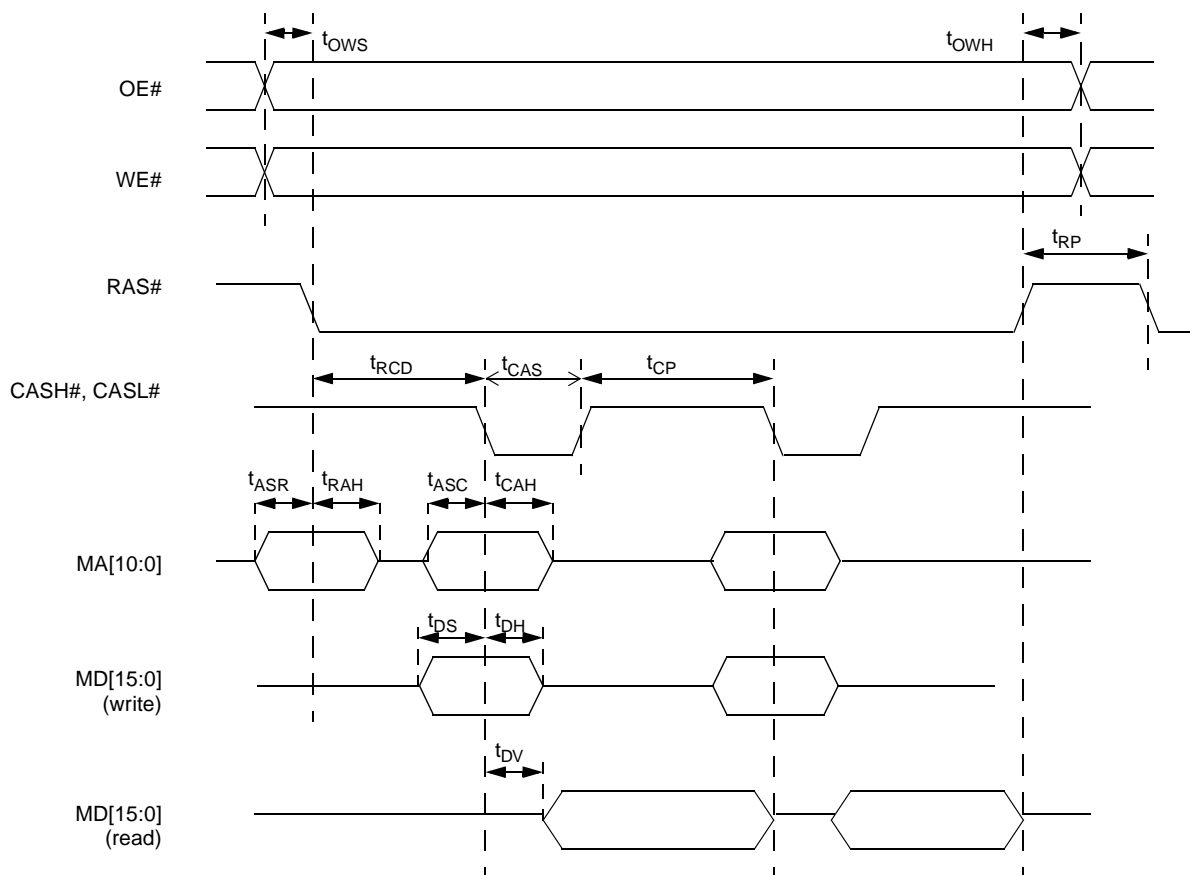 tOWS
tOWH
OE#
WE#
tRP
RAS#
tRCD
tCAS
tCP
CASH#, CASL#
tASR
tRAH
tASC
tCAH
MA[10:0]
tDS
tDH
MD[15:0]
(write)
tDV
MD[15:0]
(read)